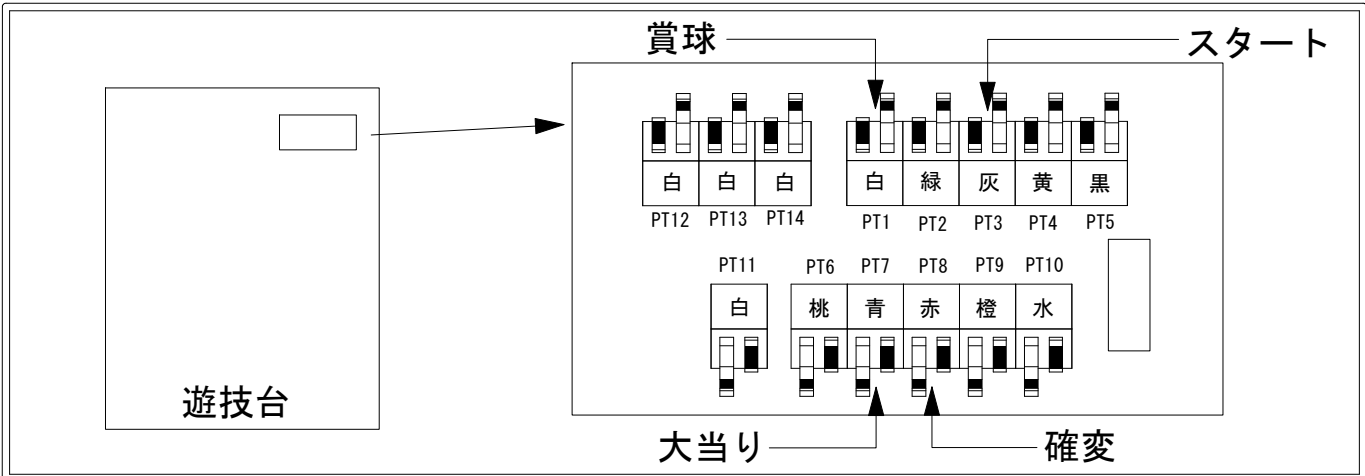 賞球
スタート
白 白 白 白 緑 灰 黄 黒
PT12 PT13 PT14 PT1 PT2 PT3 PT4 PT5
PT11 PT6 PT7 PT8 PT9 PT10
白 桃 青 赤 橙 水
遊技台
大当り
確変